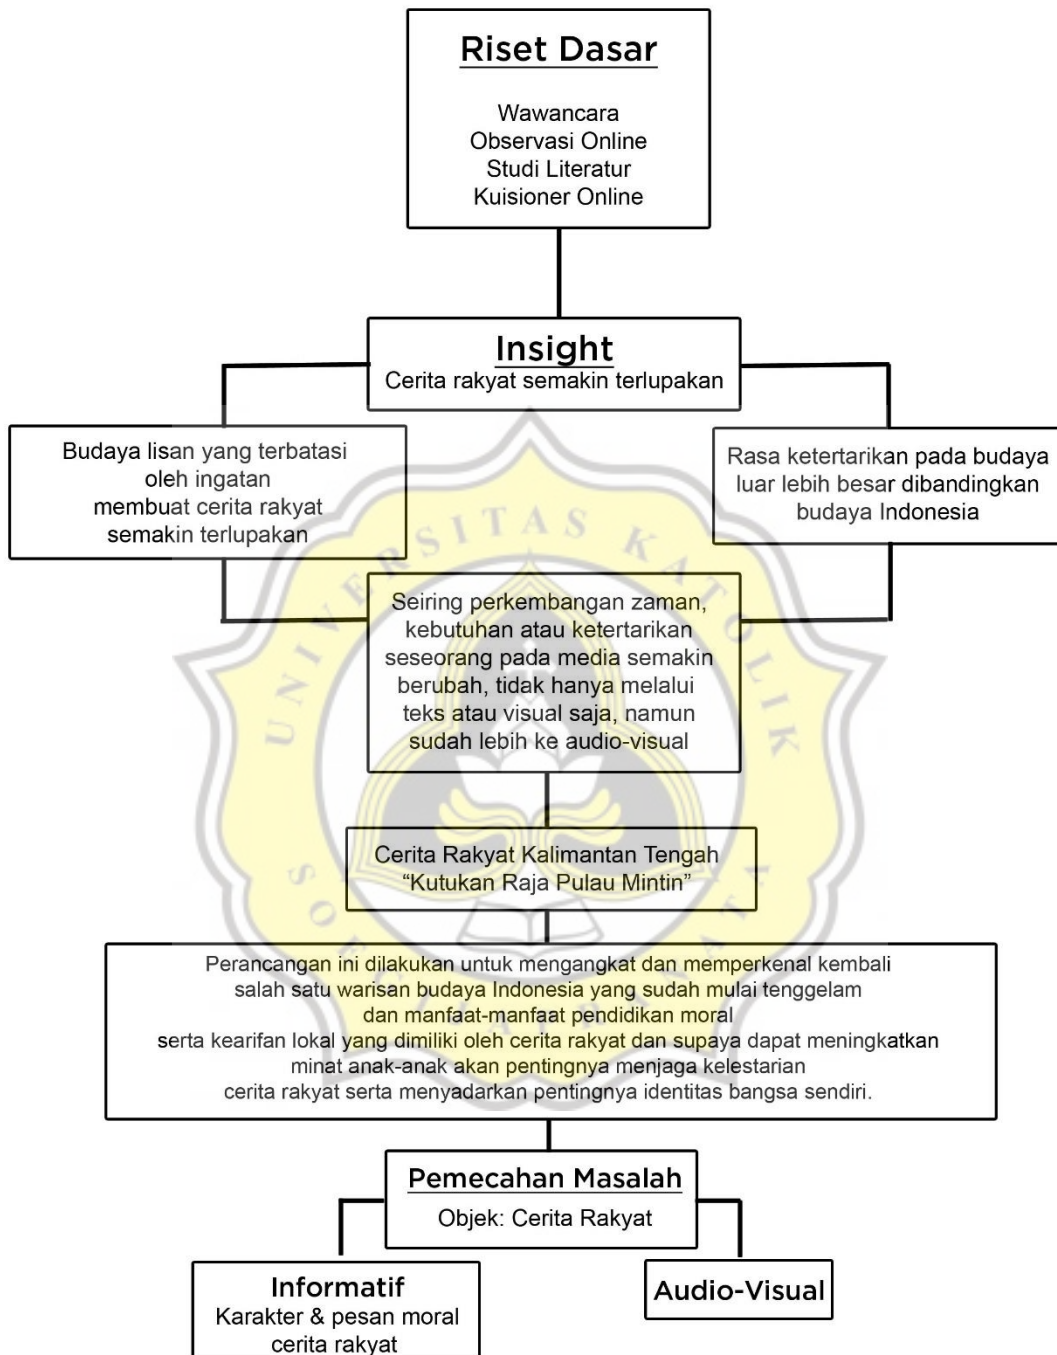 Riset Dasar
Wawancara
Observasi Online
Studi Literatur
Kuisioner Online
Insight
Cerita rakyat semakin terlupakan
Budaya lisan yang terbatasi
oleh ingatan
membuat cerita rakyat
semakin terlupakan
Rasa ketertarikan pada budaya
luar lebih besar dibandingkan
budaya Indonesia
Seiring perkembangan zaman,
kebutuhan atau ketertarikan
seseorang pada media semakin
berubah, tidak hanya melalui
teks atau visual saja, namun
sudah lebih ke audio-visual
Cerita Rakyat Kalimantan Tengah
“Kutukan Raja Pulau Mintin”
Perancangan ini dilakukan untuk mengangkat dan memperkenal kembali
salah satu warisan budaya Indonesia yang sudah mulai tenggelam
dan manfaat-manfaat pendidikan moral
serta kearifan lokal yang dimiliki oleh cerita rakyat dan supaya dapat meningkatkan
minat anak-anak akan pentingnya menjaga kelestarian
cerita rakyat serta menyadarkan pentingnya identitas bangsa sendiri.
Pemecahan Masalah
Objek: Cerita Rakyat
Informatif
Karakter & pesan moral
cerita rakyat
Audio-Visual
UNIVERSITAS KATOLIK
SOEGIJAPRANATA